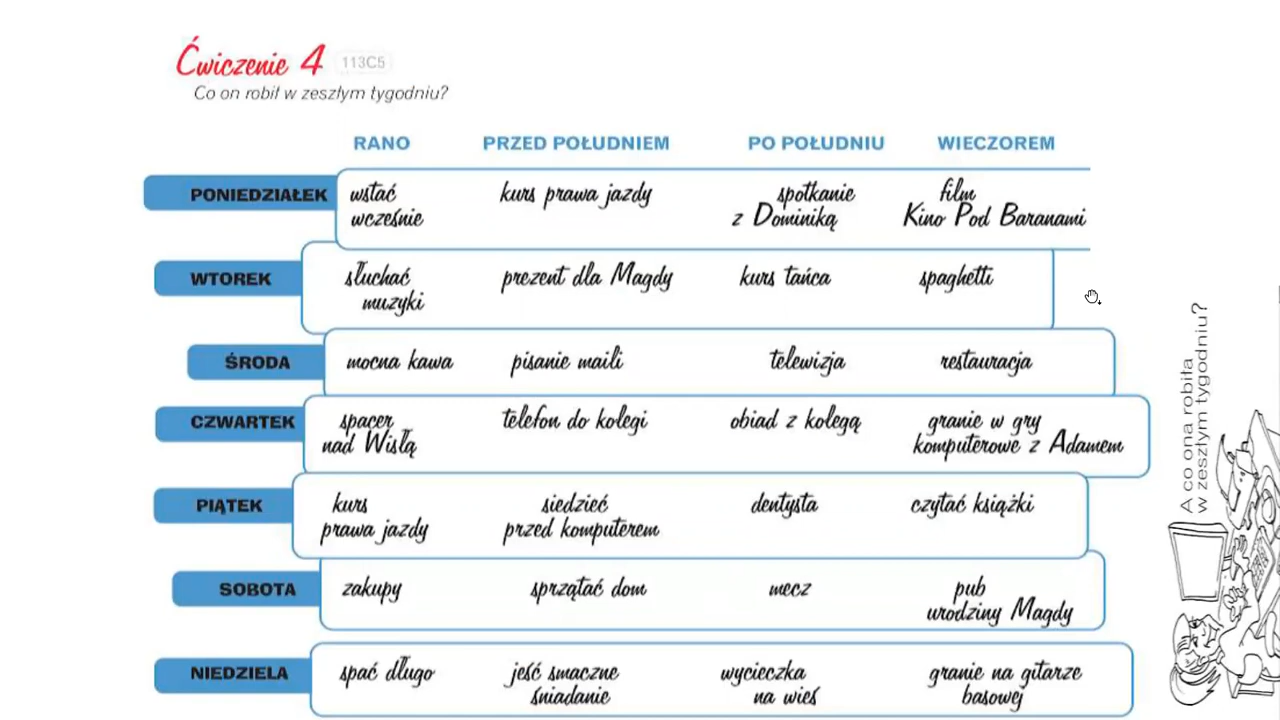 Ćwiczenie 4 113C5
Co on robił w zeszłym tygodniu?
RANO PRZED POŁUDNIEM PO POŁUDNIU WIECZOREM
PONIEDZIAŁEK wstać kurs prawa jazdy spotkanie film
wcześnie z Dominiką Kino Pod Baranami
WTOREK słuchać prezent dla Magdy kurs tańca spaghetti
muzyki
ŚRODA mocna kawa pisanie maili telewizja restauracja
CZWARTEK spacer telefon do kolegi obiad z kolegą granie w gry
nad Wisłą komputerowe z Adamem
PIĄTEK kurs siedzieć dentysta czytać książki
prawa jazdy przed komputerem
SOBOTA zakupy sprzątać dom mecz pub
urodziny Magdy
NIEDZIELA spać długo jeść smaczne wycieczka granie na gitarze
śniadanie na wieś basowej
A co ona robiła
w zeszłym tygodniu?